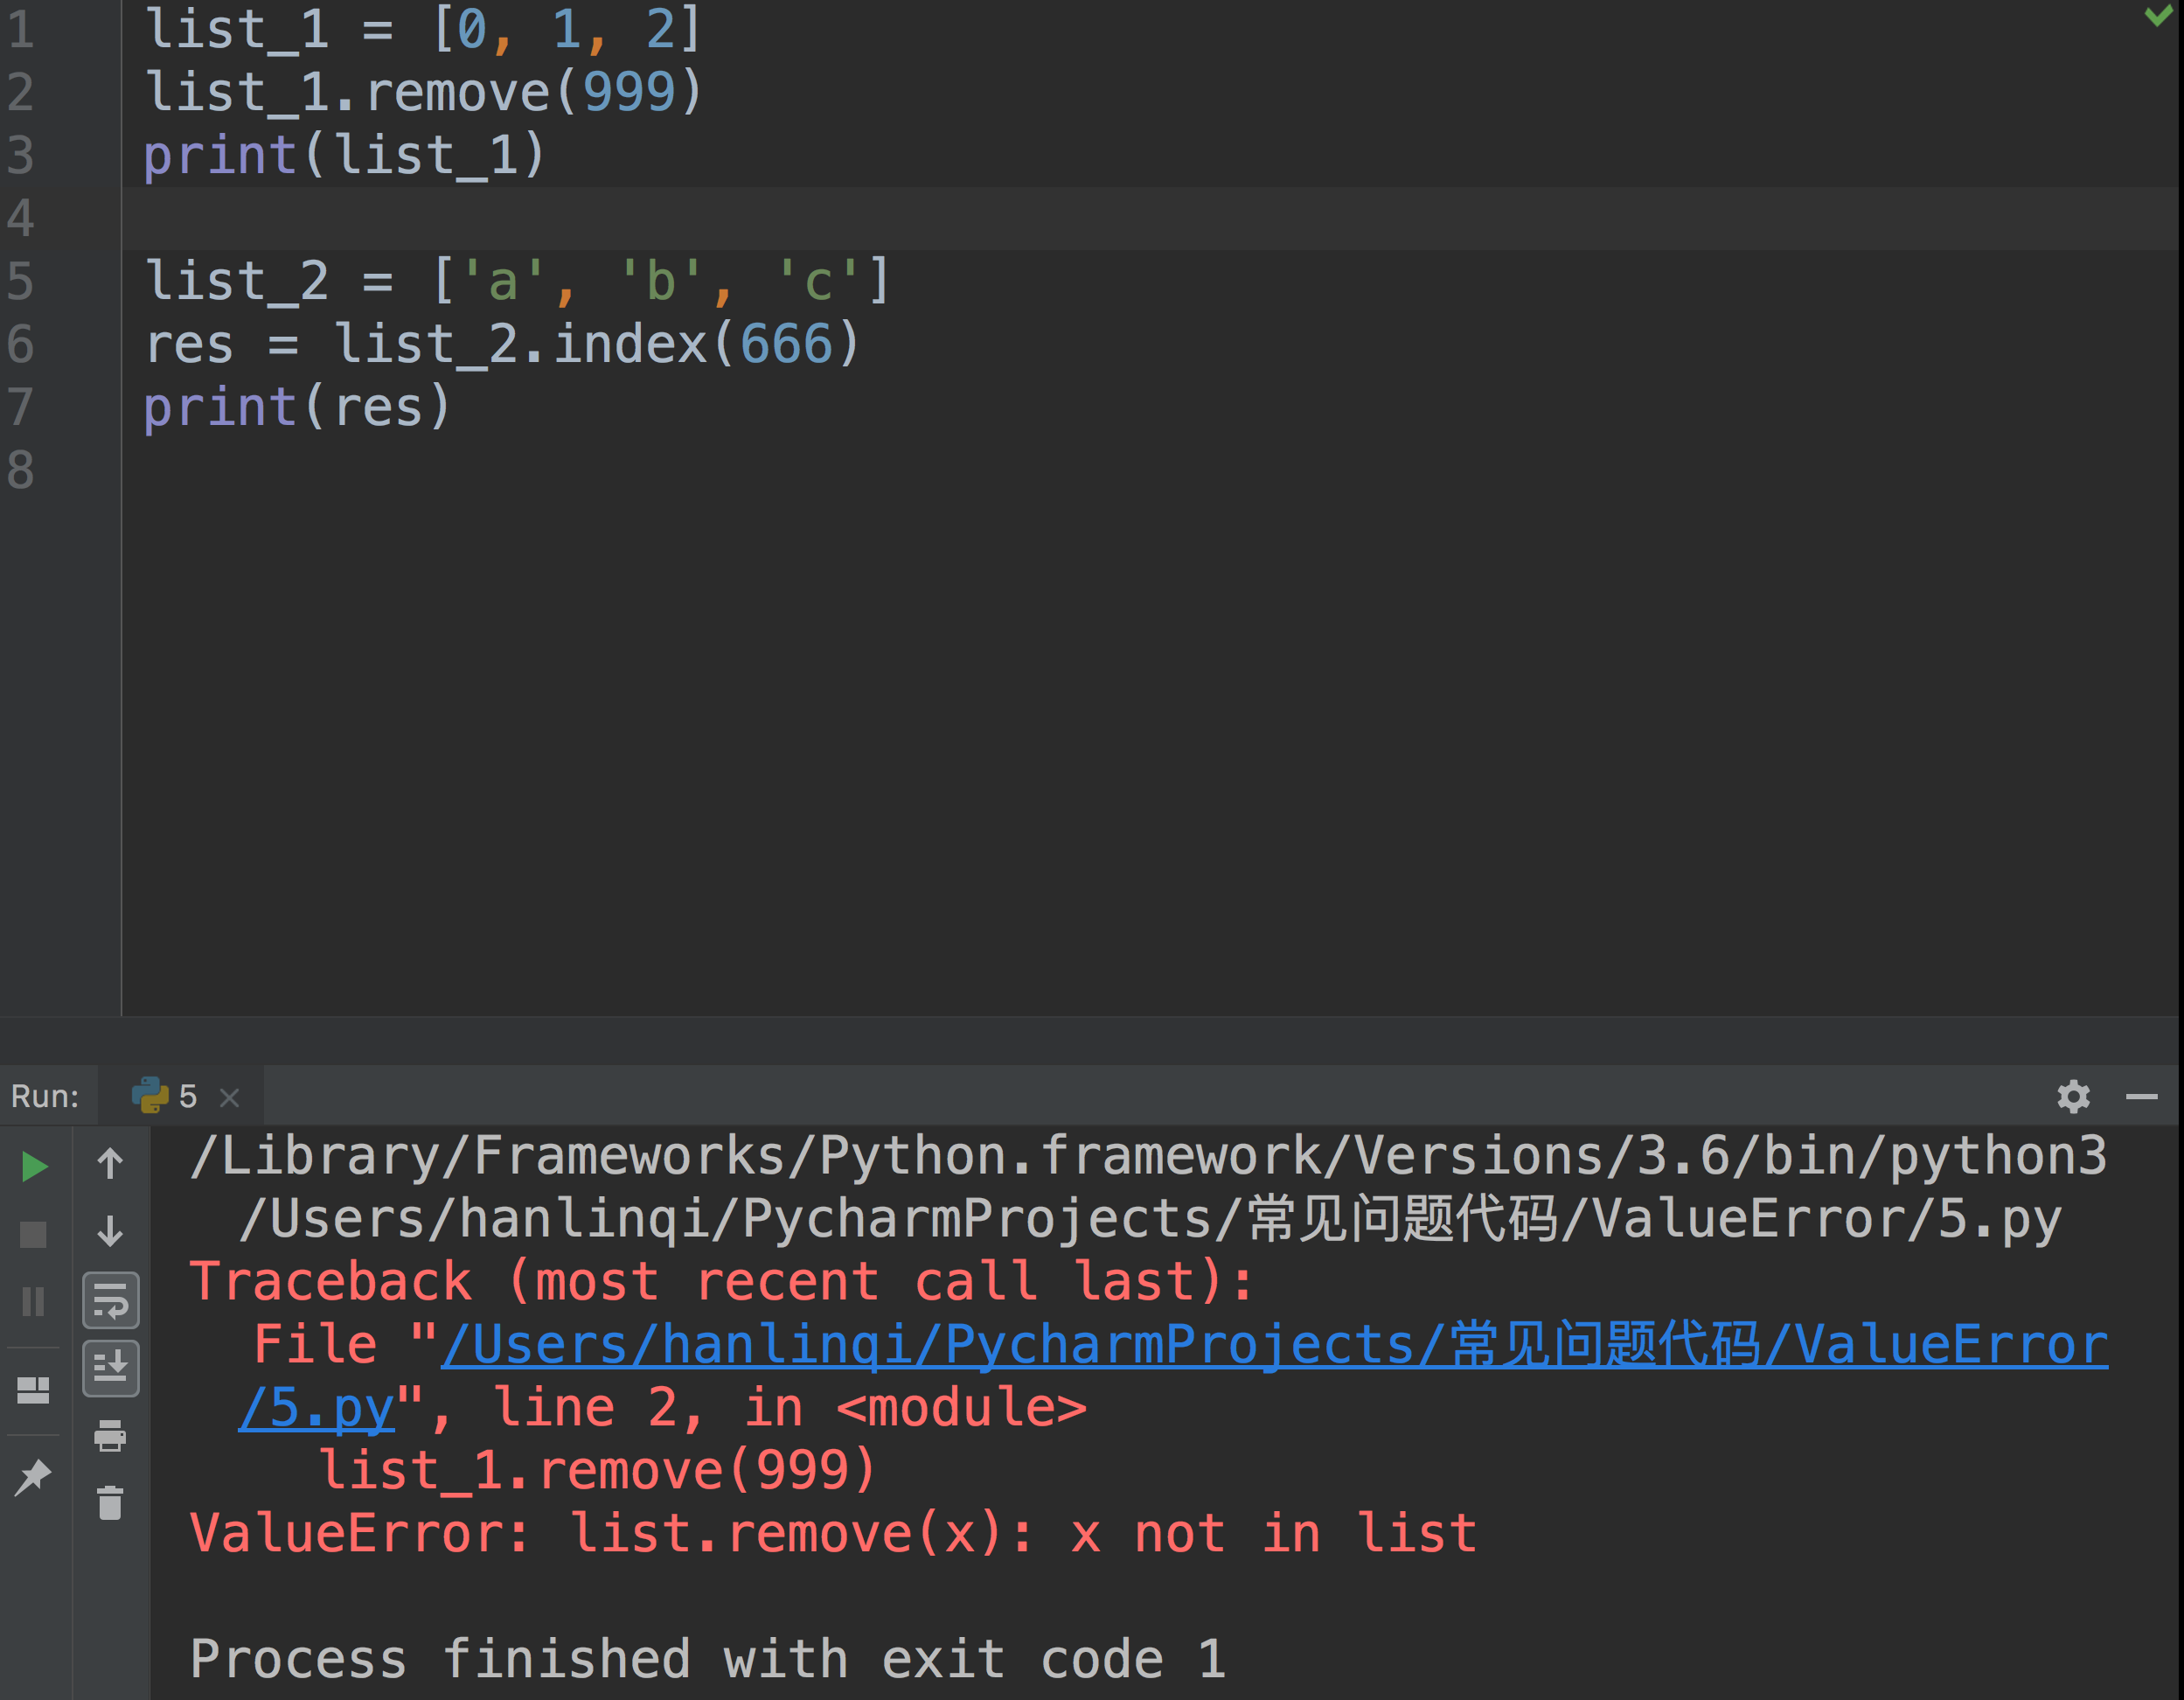 1 list_1 = [0, 1, 2]
2 list_1.remove(999)
3 print(list_1)
4
5 list_2 = ['a', 'b', 'c']
6 res = list_2.index(666)
7 print(res)
8
Run: 5
/Library/Frameworks/Python.framework/Versions/3.6/bin/python3
/Users/hanlinqi/PycharmProjects/常见问题代码/ValueError/5.py
Traceback (most recent call last):
File "/Users/hanlinqi/PycharmProjects/常见问题代码/ValueError
/5.py", line 2, in <module>
list_1.remove(999)
ValueError: list.remove(x): x not in list
Process finished with exit code 1